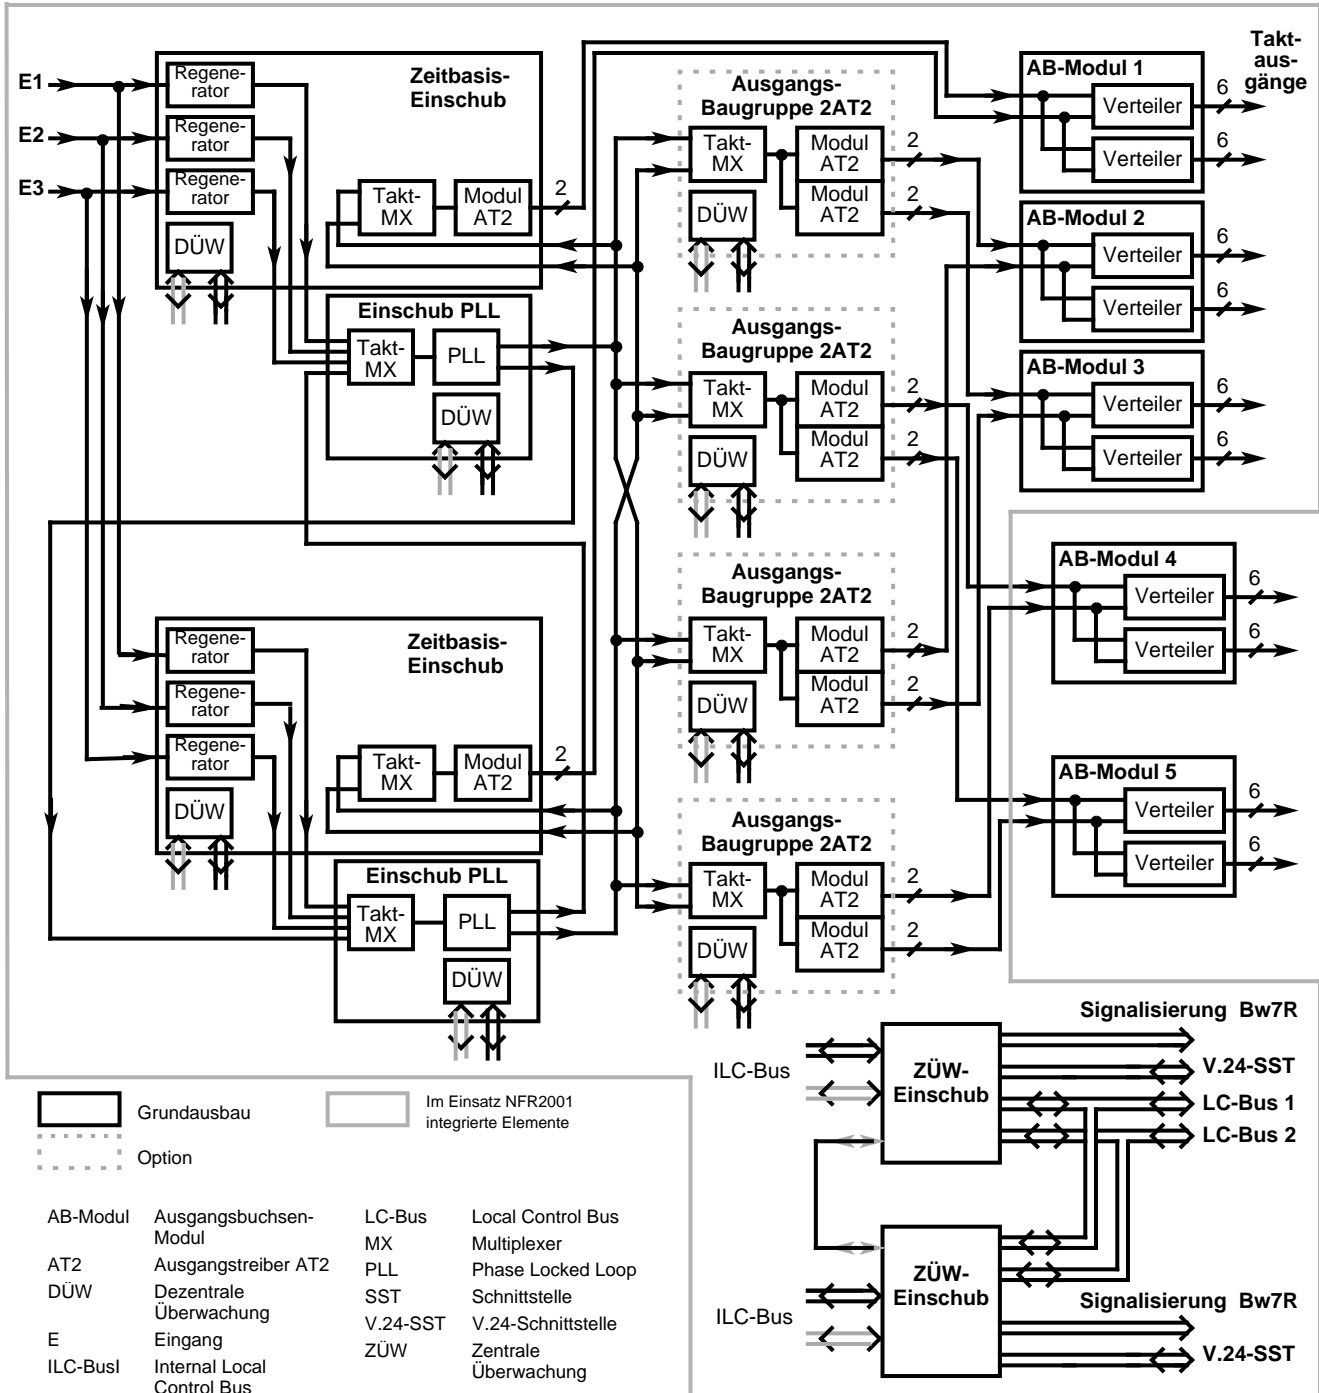 E1
E2
E3
Zeitbasis-
Einschub
Regene-
rator
Regene-
rator
Regene-
rator
DÜW
Takt-
MX
Modul
AT2
2
Einschub PLL
Takt-
MX
PLL
DÜW
Zeitbasis-
Einschub
Regene-
rator
Regene-
rator
Regene-
rator
DÜW
Takt-
MX
Modul
AT2
2
Einschub PLL
Takt-
MX
PLL
DÜW
Ausgangs-
Baugruppe 2AT2
Takt-
MX
Modul
AT2
Modul
AT2
DÜW
2
2
Ausgangs-
Baugruppe 2AT2
Takt-
MX
Modul
AT2
Modul
AT2
DÜW
2
2
Ausgangs-
Baugruppe 2AT2
Takt-
MX
Modul
AT2
Modul
AT2
DÜW
2
2
Ausgangs-
Baugruppe 2AT2
Takt-
MX
Modul
AT2
Modul
AT2
DÜW
2
2
Takt-
aus-
gänge
AB-Modul 1
Verteiler
6
Verteiler
6
AB-Modul 2
Verteiler
6
Verteiler
6
AB-Modul 3
Verteiler
6
Verteiler
6
AB-Modul 4
Verteiler
6
Verteiler
6
AB-Modul 5
Verteiler
6
Verteiler
6
Signalisierung Bw7R
ILC-Bus
ZÜW-
Einschub
V.24-SST
LC-Bus 1
LC-Bus 2
ILC-Bus
ZÜW-
Einschub
Signalisierung Bw7R
V.24-SST
Grundausbau
Im Einsatz NFR2001
integrierte Elemente
Option
AB-Modul Ausgangsbuchsen-
Modul
AT2 Ausgangstreiber AT2
DÜW Dezentrale
Überwachung
E Eingang
ILC-BusI Internal Local
Control Bus
LC-Bus Local Control Bus
MX Multiplexer
PLL Phase Locked Loop
SST Schnittstelle
V.24-SST V.24-Schnittstelle
ZÜW Zentrale
Überwachung